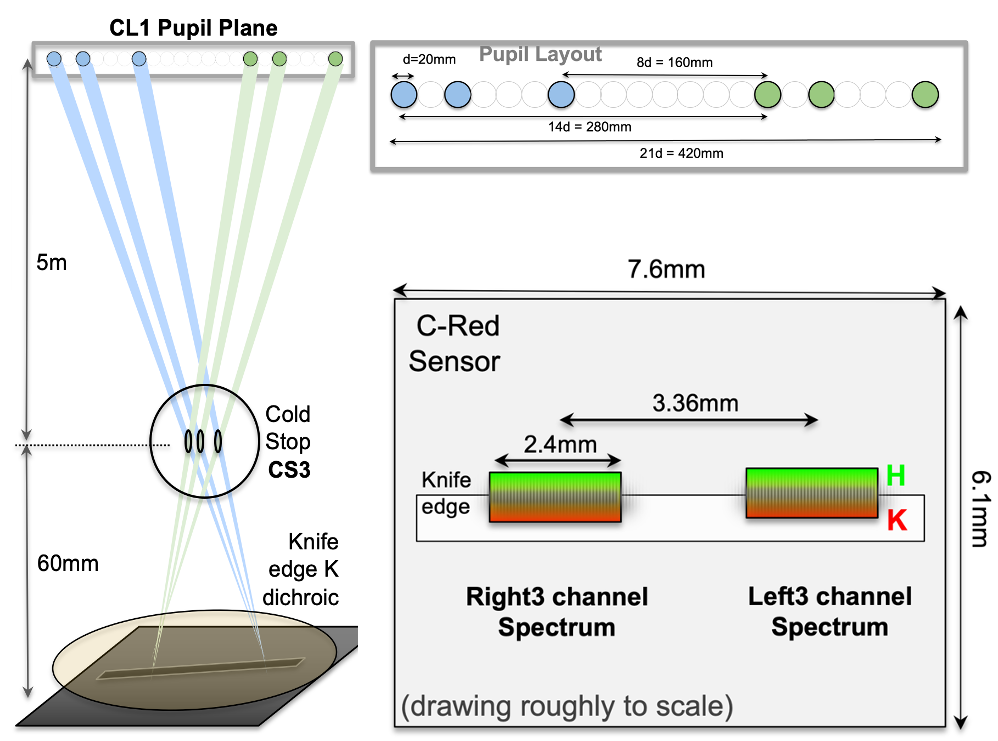 CL1 Pupil Plane
5m
Cold
Stop
CS3
60mm
Knife
edge K
dichroic
Pupil Layout
d=20mm
8d = 160mm
14d = 280mm
21d = 420mm
7.6mm
C-Red
Sensor
3.36mm
2.4mm
Knife
edge
H
K
6.1mm
Right3 channel
Spectrum
Left3 channel
Spectrum
(drawing roughly to scale)